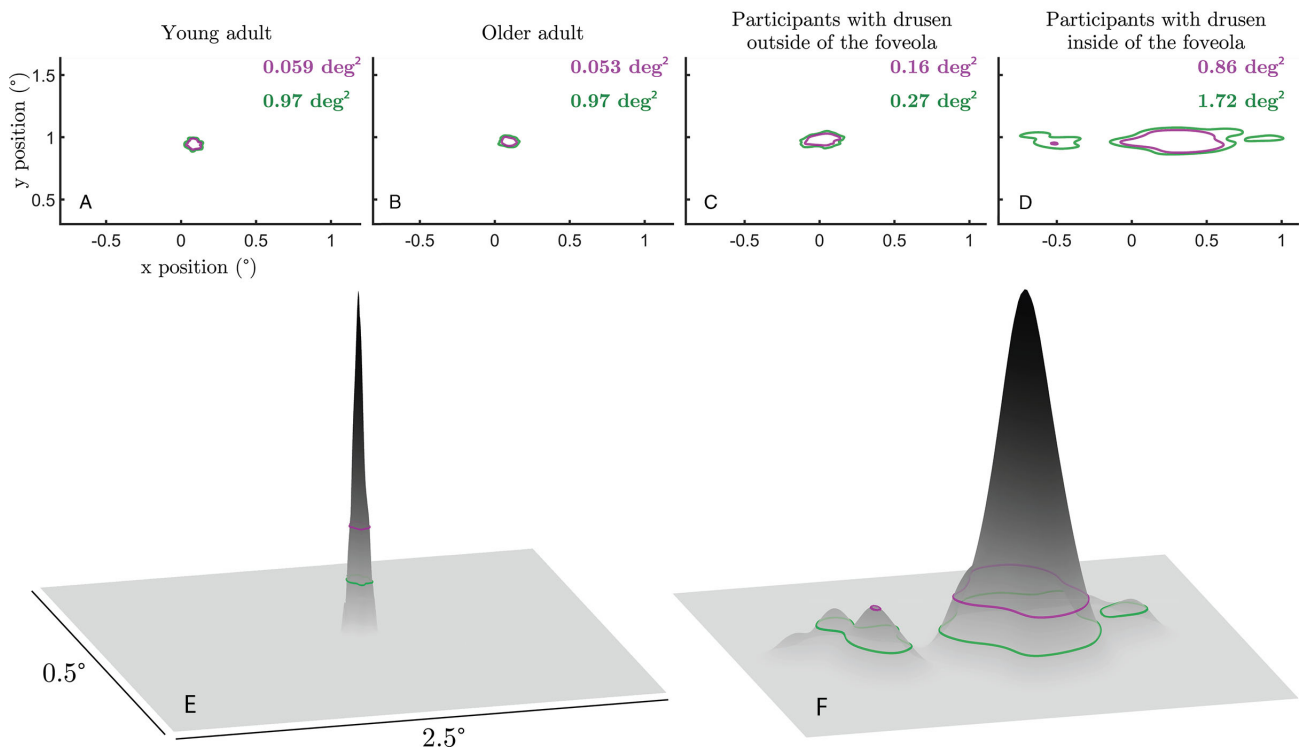 Young adult
Older adult
Participants with drusen
outside of the foveola
Participants with drusen
inside of the foveola
y position (°)
1.5
1
0.5
0.059 deg²
0.97 deg²
A
-0.5
0
0.5
1
x position (°)
0.053 deg²
0.97 deg²
B
-0.5
0
0.5
1
0.16 deg²
0.27 deg²
C
-0.5
0
0.5
1
0.86 deg²
1.72 deg²
D
-0.5
0
0.5
1
0.5°
E
2.5°
F